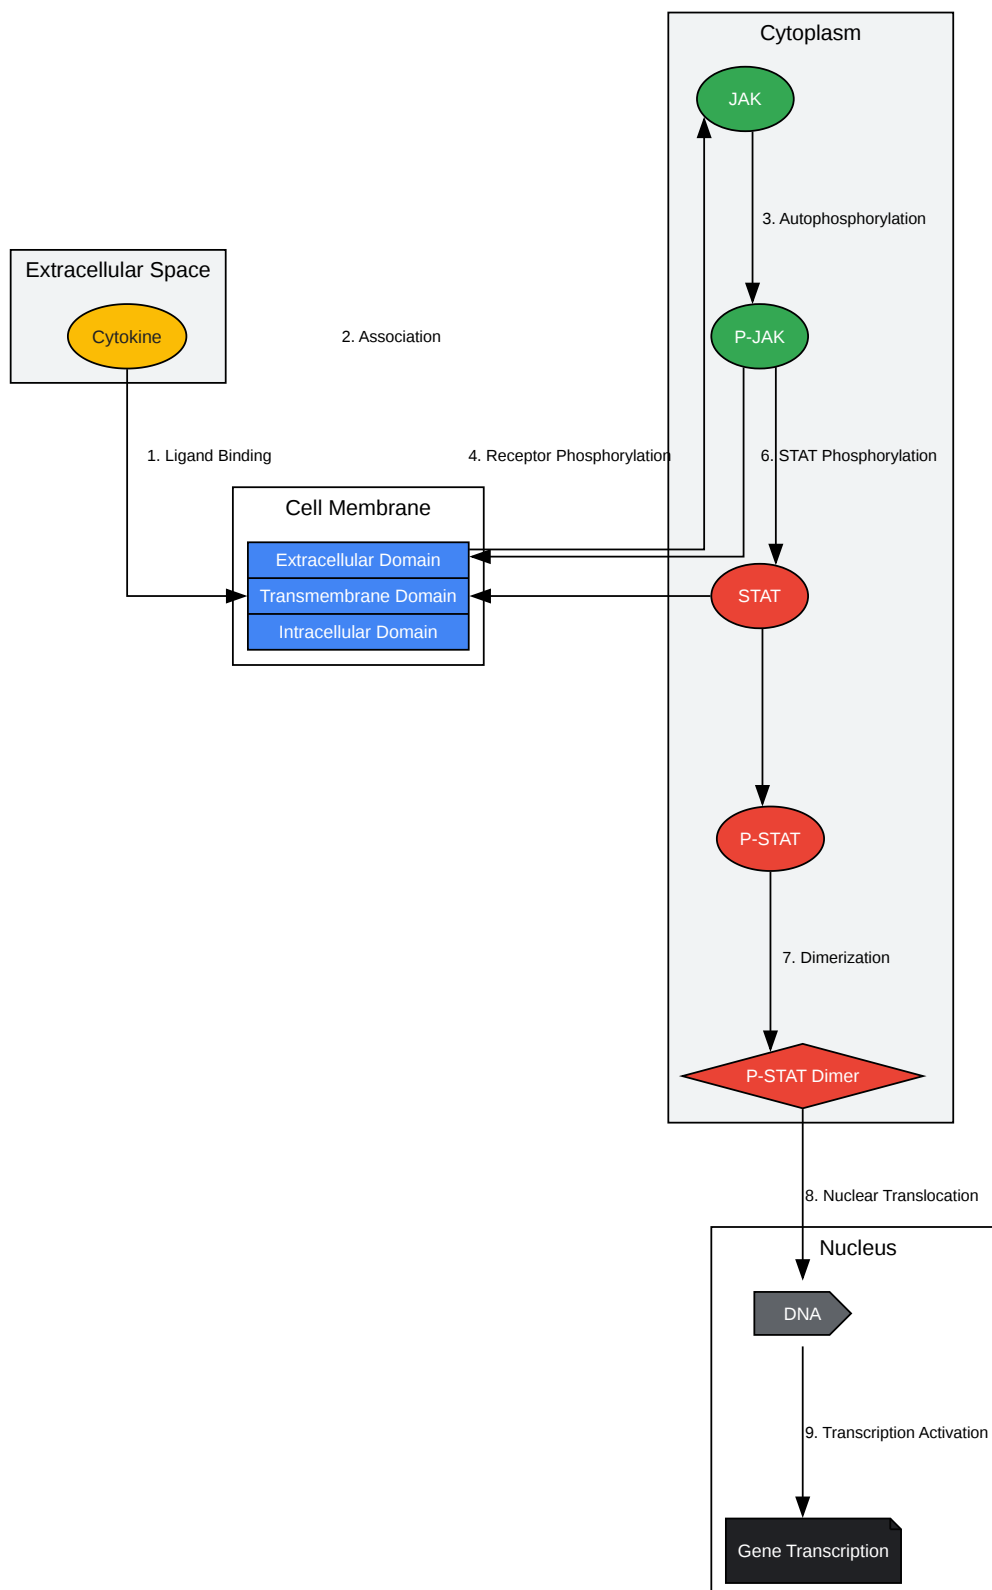 Cytoplasm
JAK
3. Autophosphorylation
Extracellular Space
Cytokine
2. Association
P-JAK
1. Ligand Binding
4. Receptor Phosphorylation
6. STAT Phosphorylation
Cell Membrane
Extracellular Domain
Transmembrane Domain
Intracellular Domain
STAT
P-STAT
7. Dimerization
P-STAT Dimer
8. Nuclear Translocation
Nucleus
DNA
9. Transcription Activation
Gene Transcription